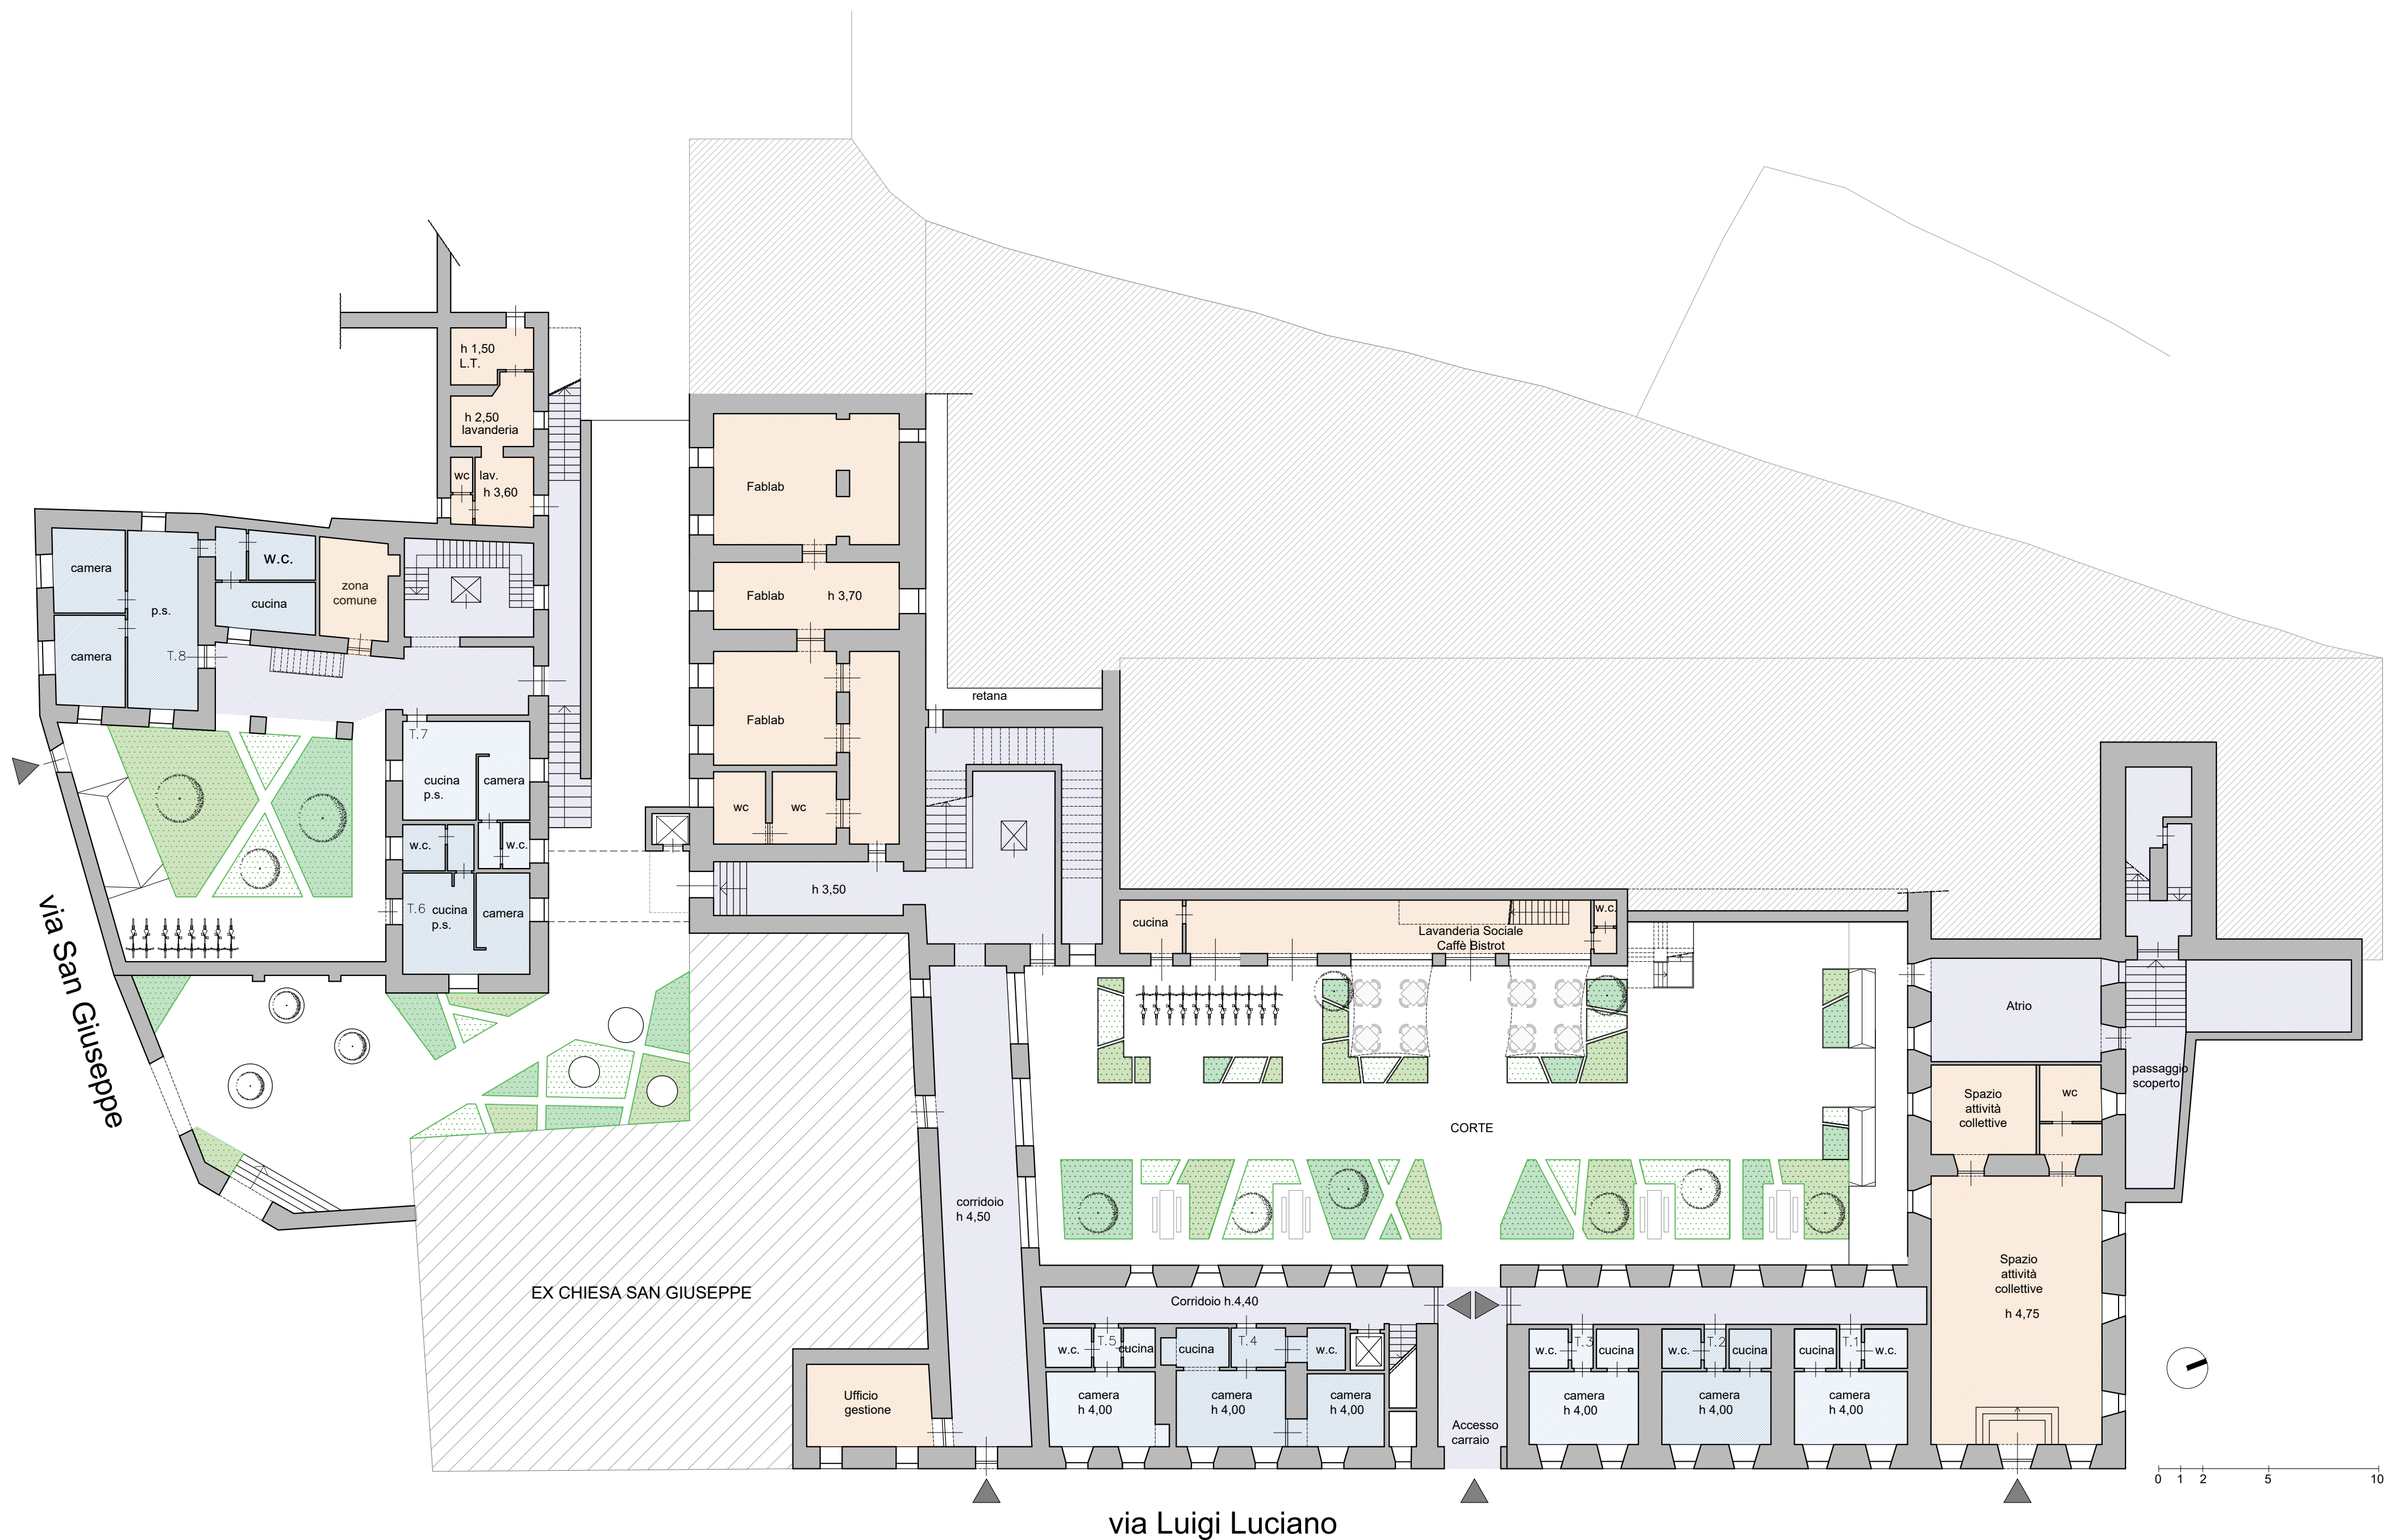 h 1,50
L.T.
h 2,50
lavanderia
wc
lav.
h 3,60
Fablab
Fablab
h 3,70
Fablab
wc
wc
h 3,50
retana
camera
camera
p.s.
T.8
w.c.
cucina
zona
comune
T.7
cucina
p.s.
camera
w.c.
w.c.
T.6
cucina
p.s.
camera
via San Giuseppe
cucina
Lavanderia Sociale
Caffè Bistrot
w.c.
Atrio
passaggio
scoperto
Spazio
attività
collettive
wc
CORTE
corridoio
h 4,50
Spazio
attività
collettive
h 4,75
EX CHIESA SAN GIUSEPPE
Corridoio h.4,40
w.c.
T.5
cucina
cucina
T.4
w.c.
w.c.
T.3
cucina
w.c.
T.2
cucina
cucina
T.1
w.c.
Ufficio
gestione
camera
h 4,00
camera
h 4,00
camera
h 4,00
Accesso
carraio
camera
h 4,00
camera
h 4,00
camera
h 4,00
0 1 2 5 10
via Luigi Luciano